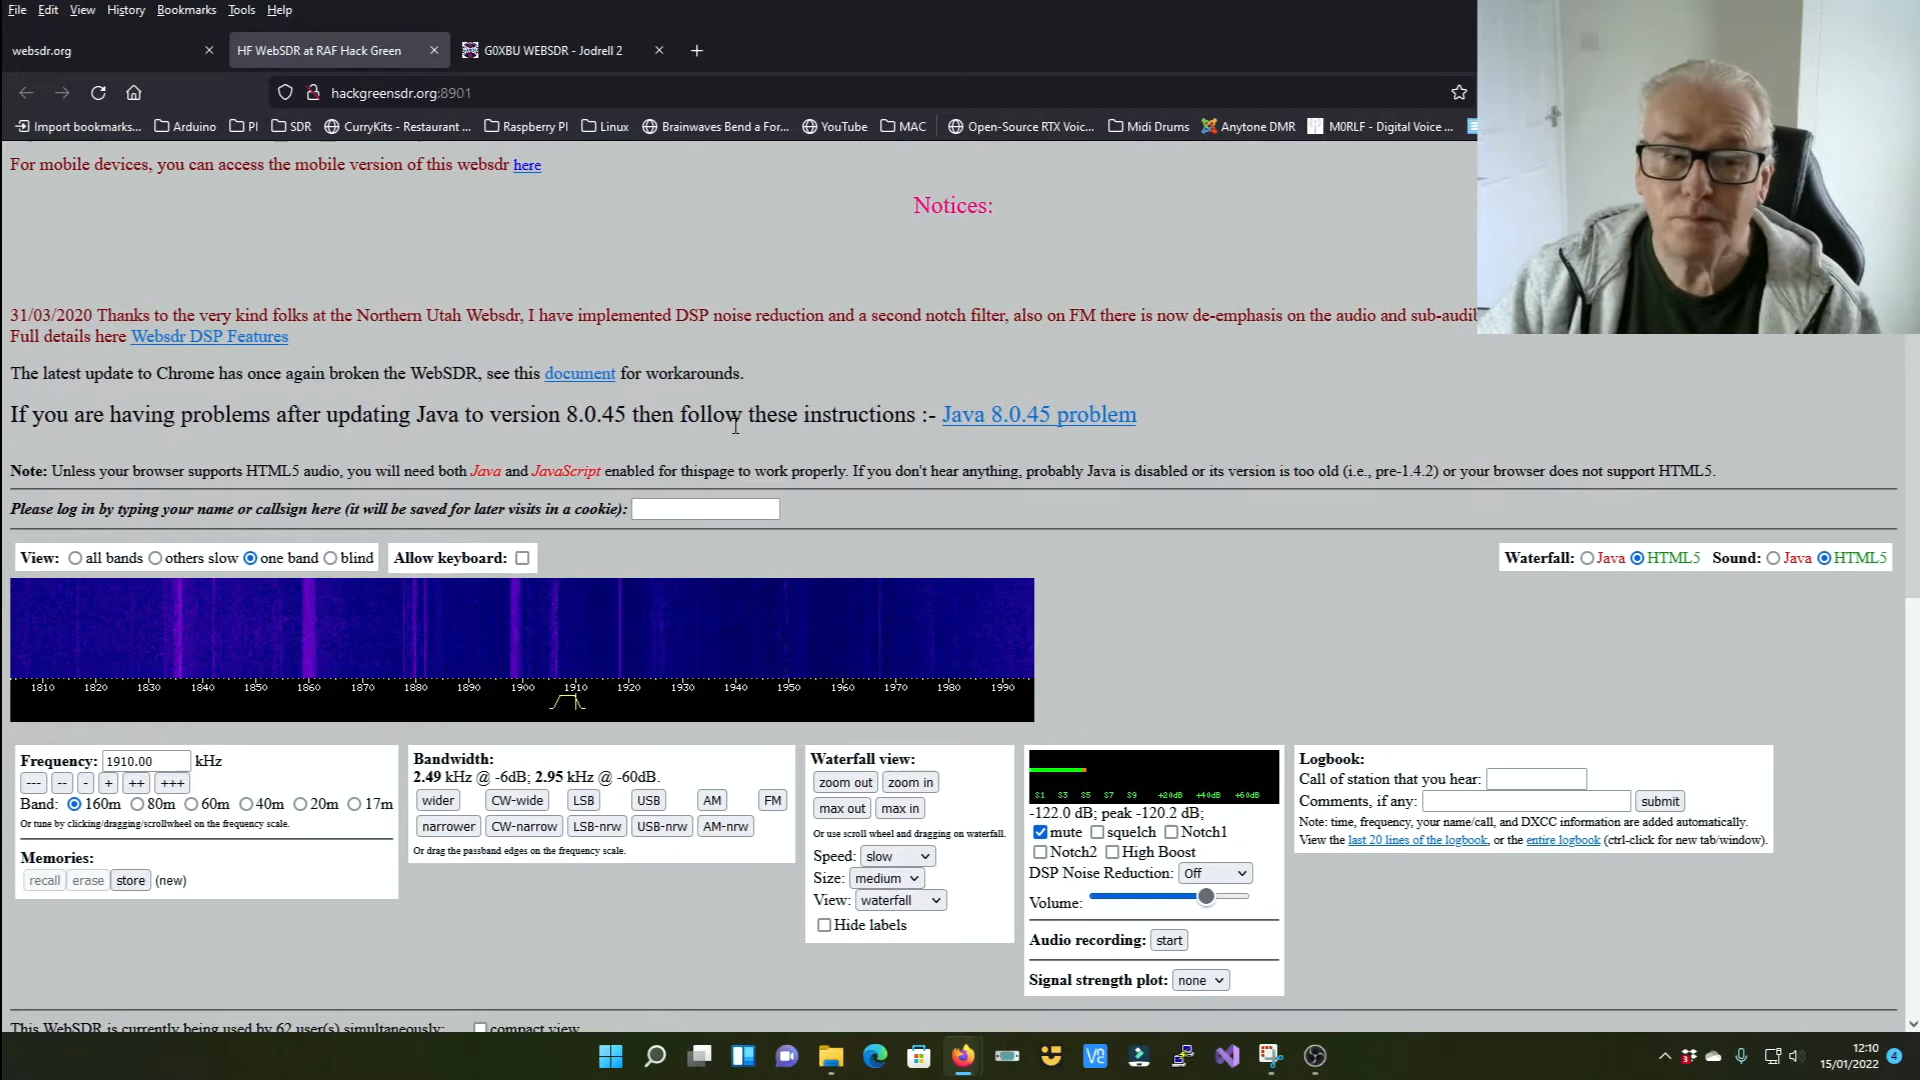 File Edit View History Bookmarks Tools Help
websdr.org
HF WebSDR at RAF Hack Green
G0XBU WEBSDR - Jodrell 2
hackgreensdr.org:8901
Import bookmarks... Arduino PI SDR CurryKits - Restaurant ... Raspberry PI Linux Brainwaves Bend a For... YouTube MAC Open-Source RTX Voic... Midi Drums Anytone DMR M0RLF - Digital Voice ...
For mobile devices, you can access the mobile version of this websdr here
Notices:
31/03/2020 Thanks to the very kind folks at the Northern Utah Websdr, I have implemented DSP noise reduction and a second notch filter, also on FM there is now de-emphasis on the audio and
Full details here Websdr DSP Features
The latest update to Chrome has once again broken the WebSDR, see this document for workarounds.
If you are having problems after updating Java to version 8.0.45 then follow these instructions :- Java 8.0.45 problem
Note: Unless your browser supports HTML5 audio, you will need both Java and JavaScript enabled for thispage to work properly. If you don't hear anything, probably Java is disabled or its version is too old (i.e., pre-1.4.2) or your browser does not support HTML5.
Please log in by typing your name or callsign here (it will be saved for later visits in a cookie):
View: all bands others slow one band blind Allow keyboard: Waterfall: Java HTML5 Sound: Java HTML5
1810 1820 1830 1840 1850 1860 1870 1880 1890 1900 1910 1920 1930 1940 1950 1960 1970 1980 1990
Frequency: 1910.00 kHz
--- -- - + ++ +++
Band: 160m 80m 60m 40m 20m 17m
Or tune by clicking/dragging/scrollwheel on the frequency scale.
Memories:
recall erase store (new)
Bandwidth:
2.49 kHz @ -6dB; 2.95 kHz @ -60dB.
wider CW-wide LSB USB AM FM
narrower CW-narrow LSB-nrw USB-nrw AM-nrw
Or drag the passband edges on the frequency scale.
Waterfall view:
zoom out zoom in
max out max in
Or use scroll wheel and dragging on waterfall.
Speed: slow
Size: medium
View: waterfall
Hide labels
S1 S3 S5 S7 S9 +20dB +40dB +60dB
-122.0 dB; peak -120.2 dB;
mute squelch Notch1
Notch2 High Boost
DSP Noise Reduction: Off
Volume:
Audio recording: start
Signal strength plot: none
Logbook:
Call of station that you hear:
Comments, if any: submit
Note: time, frequency, your name/call, and DXCC information are added automatically.
View the last 20 lines of the logbook, or the entire logbook (ctrl-click for new tab/window).
This WebSDR is currently being used by 62 user(s) simultaneously: compact view
12:10
15/01/2022
4